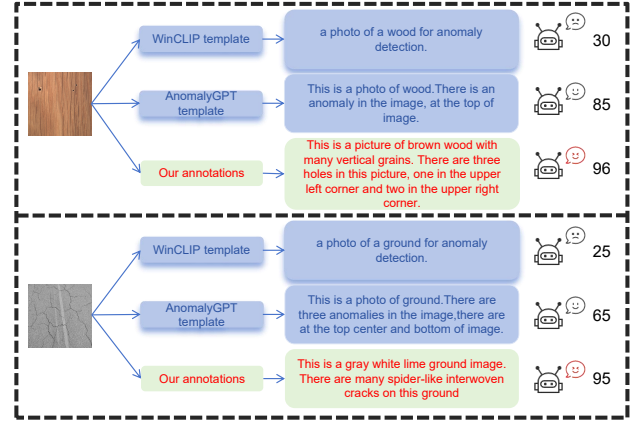 WinCLIP template
a photo of a wood for anomaly
detection.
30
AnomalyGPT
template
This is a photo of wood.There is an
anomaly in the image, at the top of
image.
85
Our annotations
This is a picture of brown wood with
many vertical grains. There are three
holes in this picture, one in the upper
left corner and two in the upper right
corner.
96
WinCLIP template
a photo of a ground for anomaly
detection.
25
AnomalyGPT
template
This is a photo of ground.There are
three anomalies in the image,there are
at the top center and bottom of image.
65
Our annotations
This is a gray white lime ground image.
There are many spider-like interwoven
cracks on this ground
95